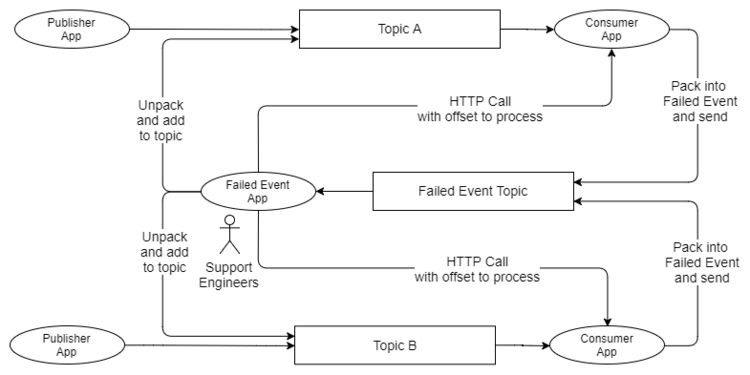 Publisher
App
Topic A
Consumer
App
Unpack
and add
to topic
HTTP Call
with offset to process
Pack into
Failed Event
and send
Failed Event
App
Failed Event Topic
Support
Engineers
Unpack
and add
to topic
HTTP Call
with offset to process
Pack into
Failed Event
and send
Publisher
App
Topic B
Consumer
App